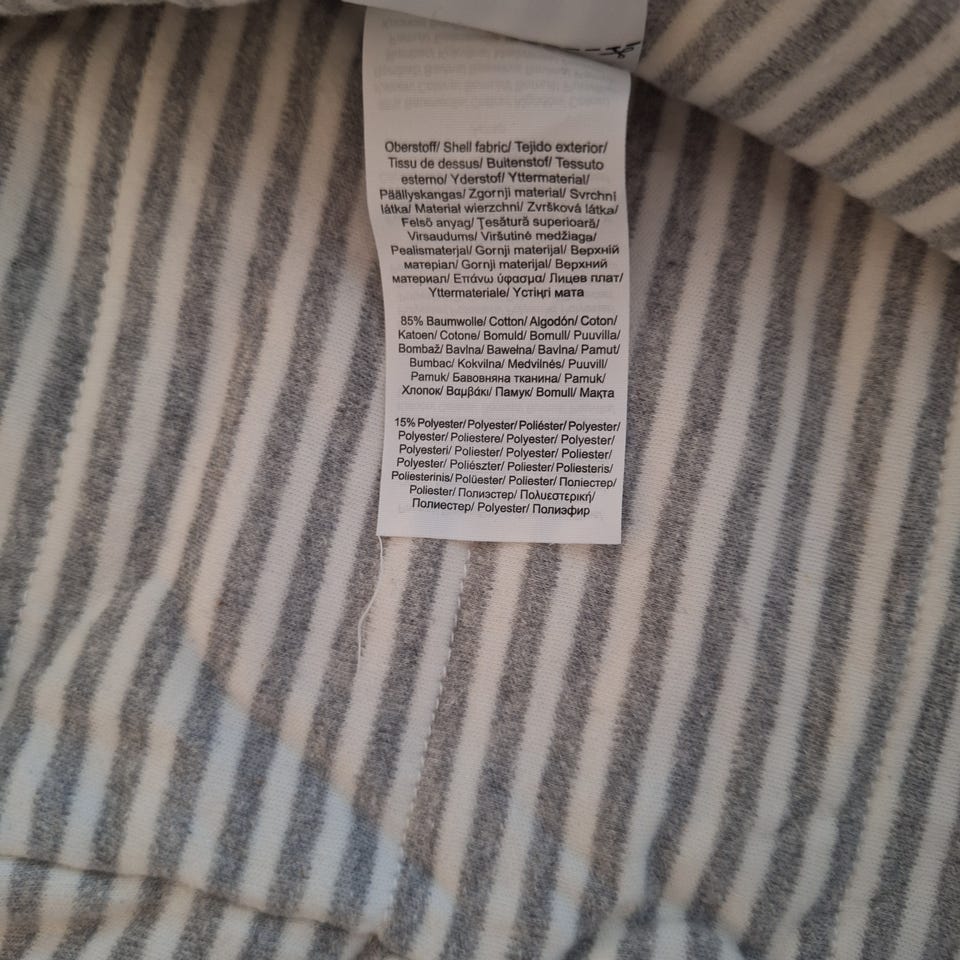 Oberstoff/ Shell fabric/ Tejido exterior/
Tissu de dessus/ Buitenstof/ Tessuto
esterno/ Yderstof/ Yttermaterial/
Päällyskangas/ Zgornji material/ Svrchní
látka/ Materiał wierzchni/ Zvršková látka/
Felső anyag/ Țesătură superioară/
Virsaudums/ Viršutinė medžiaga/
Pealismaterjal/ Gornji materijal/ Верхній
матеріал/ Gornji materijal/ Верхний
материал/ Επάνω ύφασμα/ Лицев плат/
Yttermateriale/ Үстіңгі мата
85% Baumwolle/ Cotton/ Algodón/ Coton/
Katoen/ Cotone/ Bomuld/ Bomull/ Puuvilla/
Bombaž/ Bavlna/ Bawełna/ Bavlna/ Pamut/
Bumbac/ Kokvilna/ Medvilnės/ Puuvill/
Pamuk/ Бавовняна тканина/ Pamuk/
Хлопок/ Βαμβάκι/ Памук/ Bomull/ Мақта
15% Polyester/ Polyester/ Poliéster/ Polyester/
Polyester/ Poliestere/ Polyester/ Polyester/
Polyesteri/ Poliester/ Polyester/ Poliester/
Polyester/ Poliészter/ Poliester/ Poliesteris/
Poliesterinis/ Polüester/ Poliester/ Поліестер/
Poliester/ Полиэстер/ Πολυεστερική/
Полиестер/ Polyester/ Полиэфир